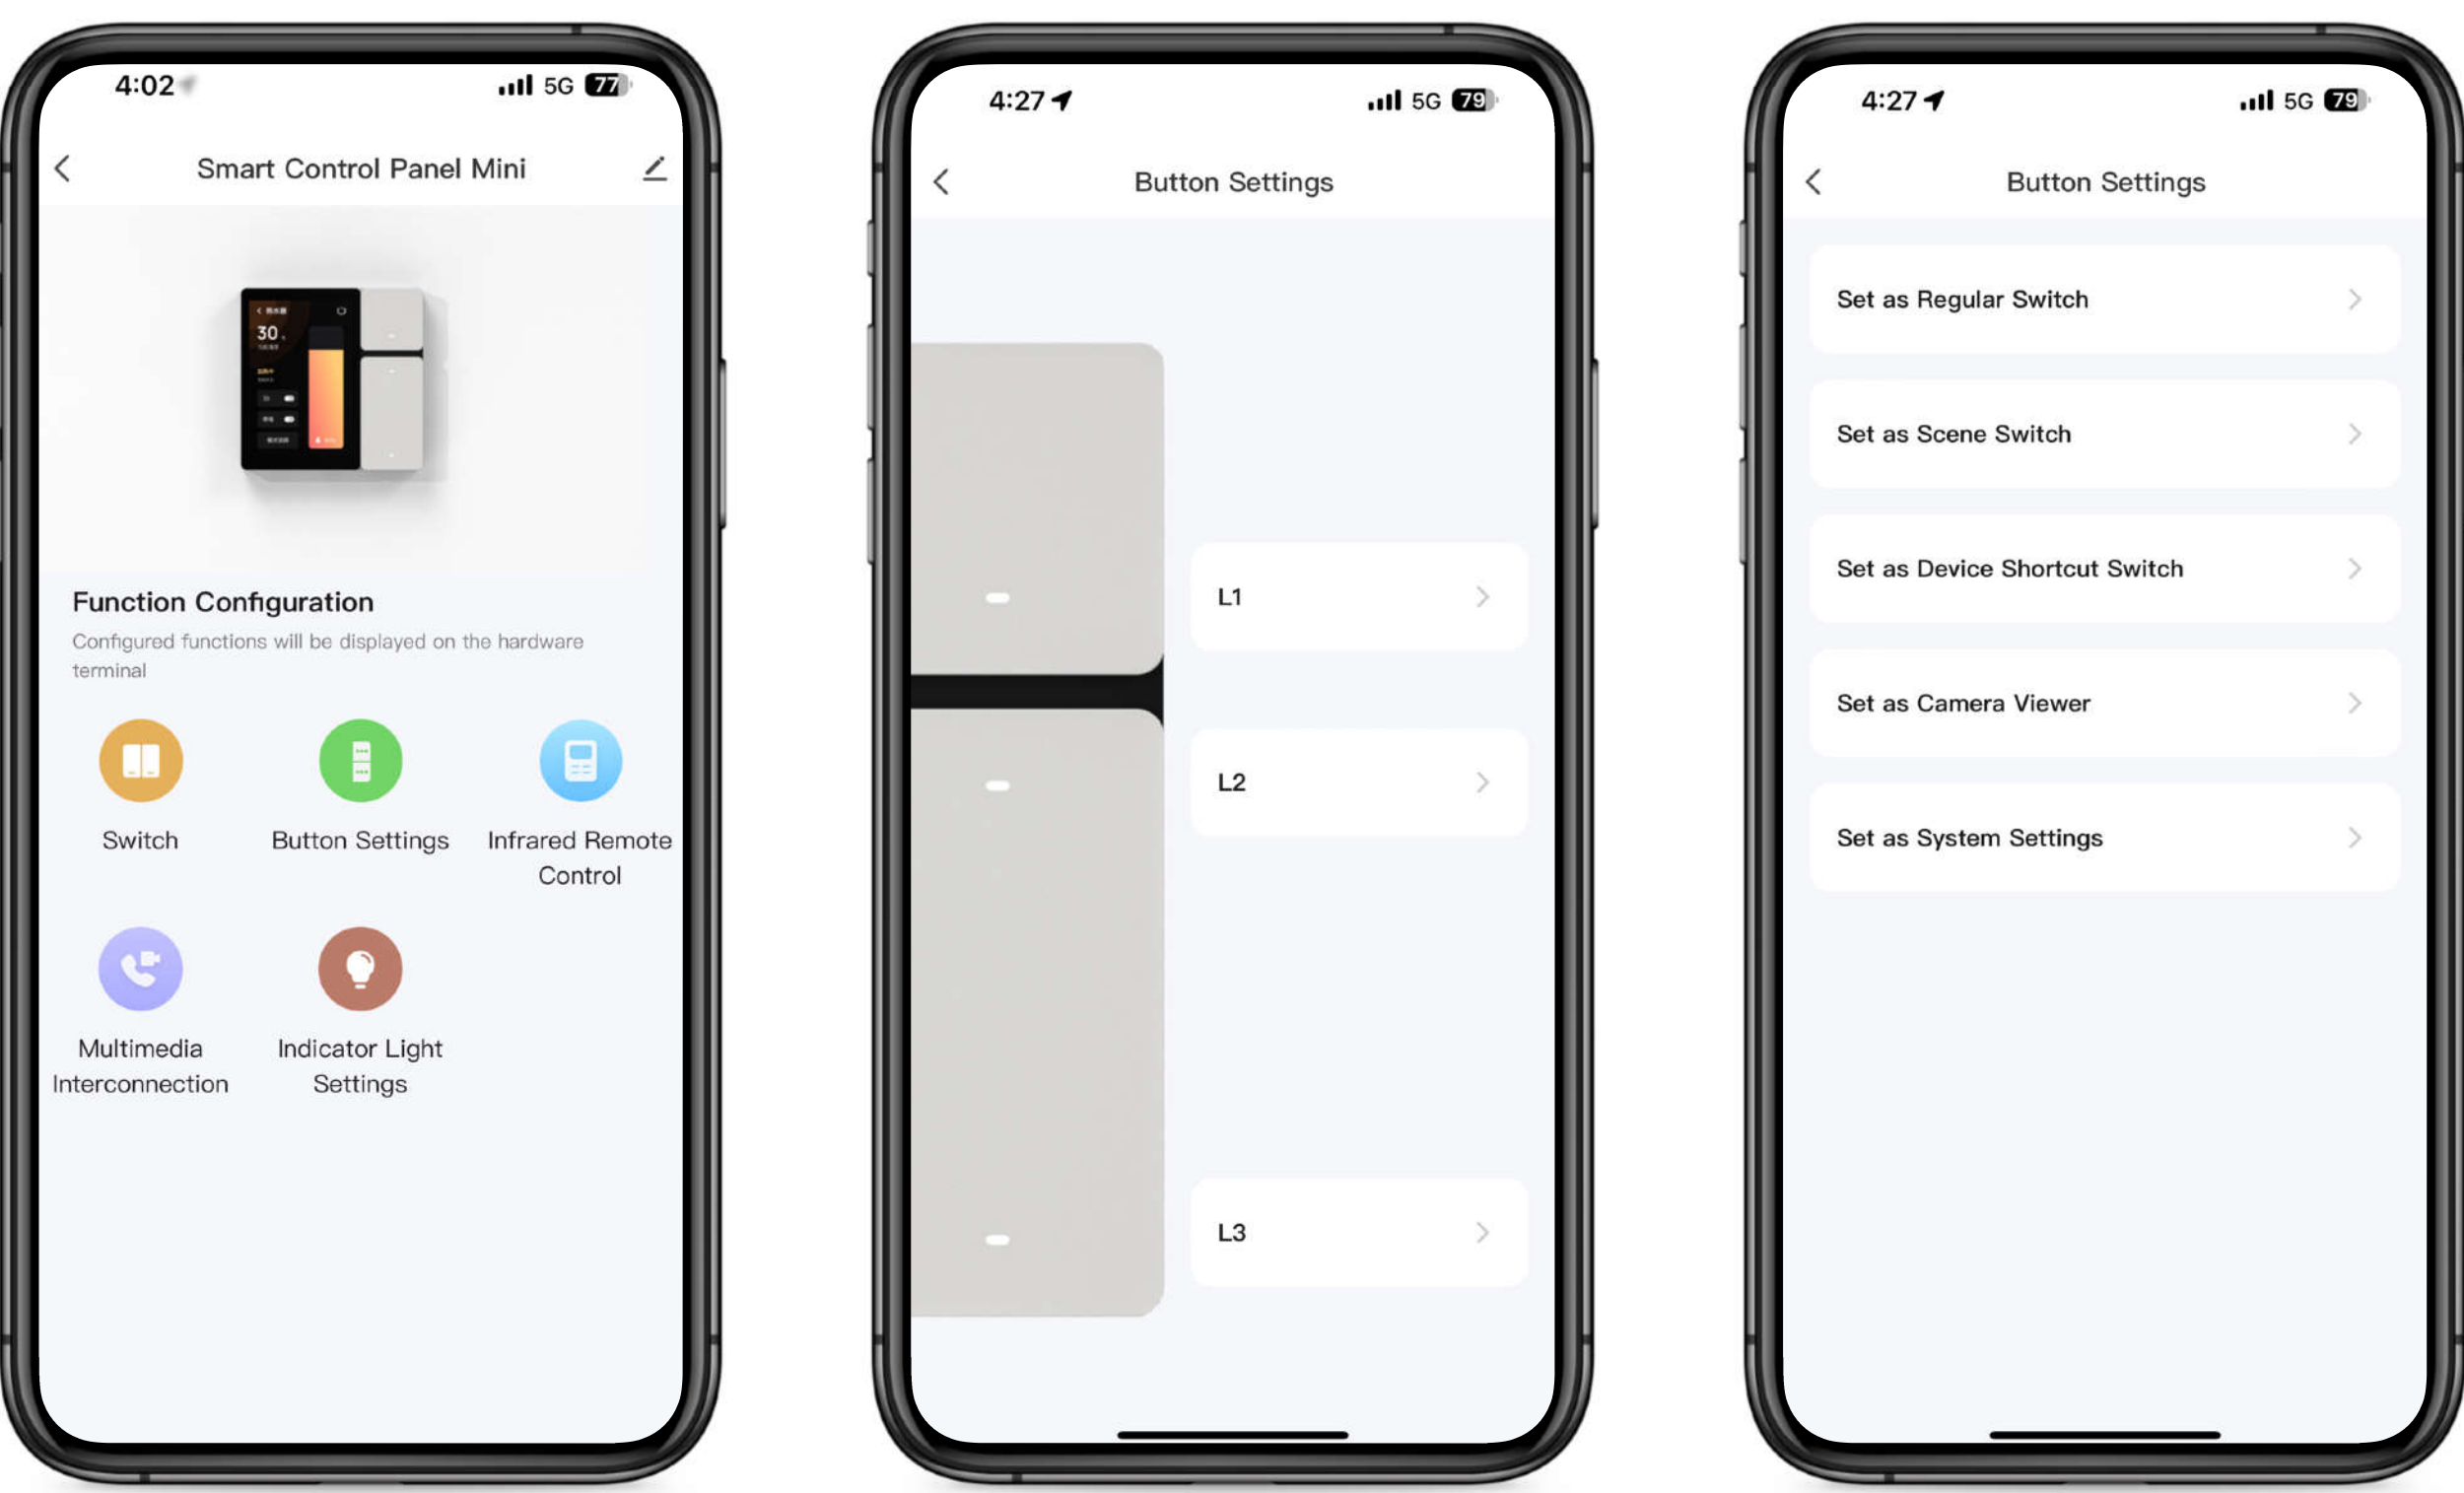 4:02
5G 77
Smart Control Panel Mini
30
Function Configuration
Configured functions will be displayed on the hardware
terminal
Switch
Button Settings
Infrared Remote
Control
Multimedia
Interconnection
Indicator Light
Settings
4:27
5G 79
Button Settings
L1
L2
L3
4:27
5G 79
Button Settings
Set as Regular Switch
Set as Scene Switch
Set as Device Shortcut Switch
Set as Camera Viewer
Set as System Settings